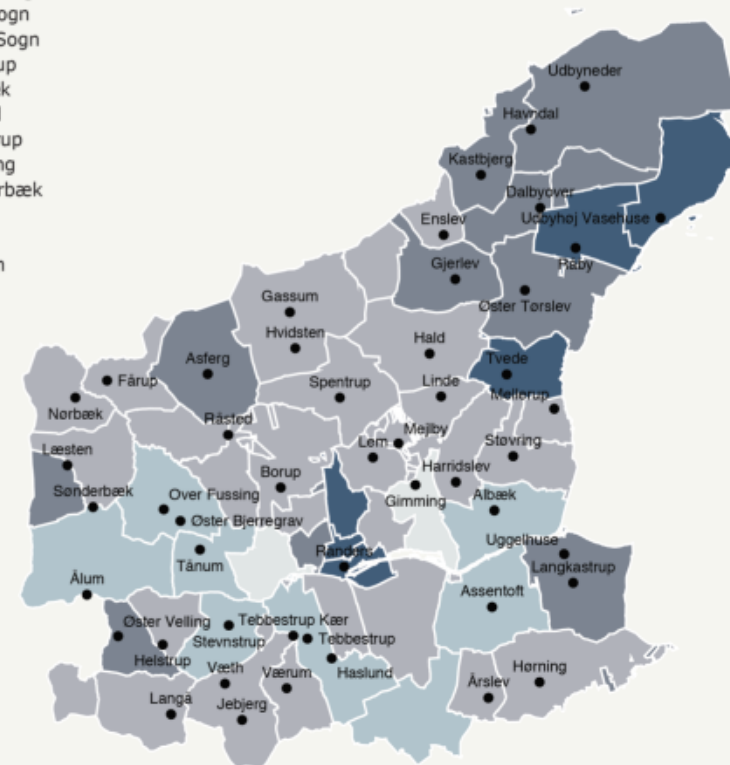 ogn
Sogn
up
k
up
ng
rbæk
n
Udbyneder
Havndal
Kastbjerg
Dalbyover
Enslev
Udbyhøj Vasehuse
Råby
Gjerlev
Øster Tørslev
Gassum
Hvidsten
Hald
Tvede
Asferg
Fårup
Spentrup
Linde
Mellerup
Nørbæk
Råsted
Mejlby
Lem
Støvring
Læsten
Borup
Harridslev
Sønderbæk
Over Fussing
Gimming
Albæk
Øster Bjerregrav
Uggelhuse
Randers
Langkastrup
Tånum
Ålum
Assentoft
Øster Velling
Tebbestrup Kær
Stevnstrup
Tebbestrup
Helstrup
Væth
Værum
Haslund
Årslev
Hørning
Langå
Jebjerg